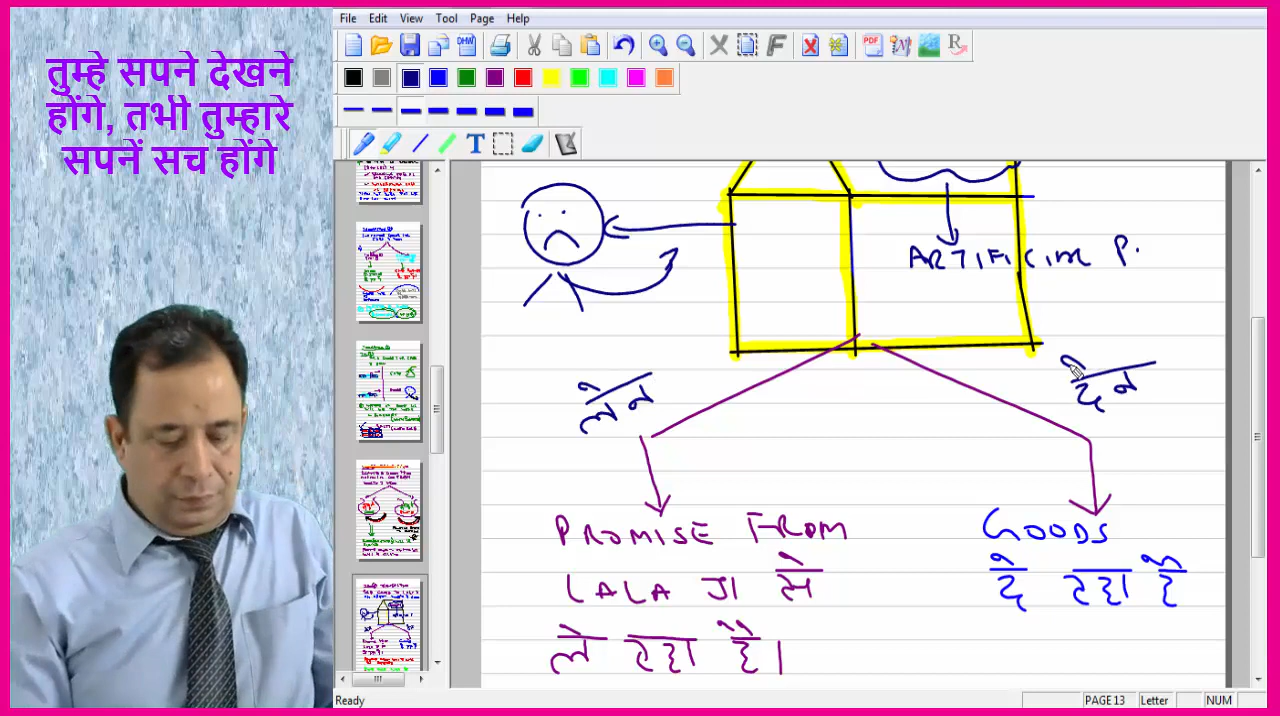 तुम्हे सपने देखने
होंगे, तभी तुम्हारे
सपनें सच होंगे
File Edit View Tool Page Help
ARTIFICIAL P.
लेन
देन
PROMISE FROM
LALA JI से
ले रहा है।
GOODS
दे रहा है
Ready
PAGE 13 Letter NUM